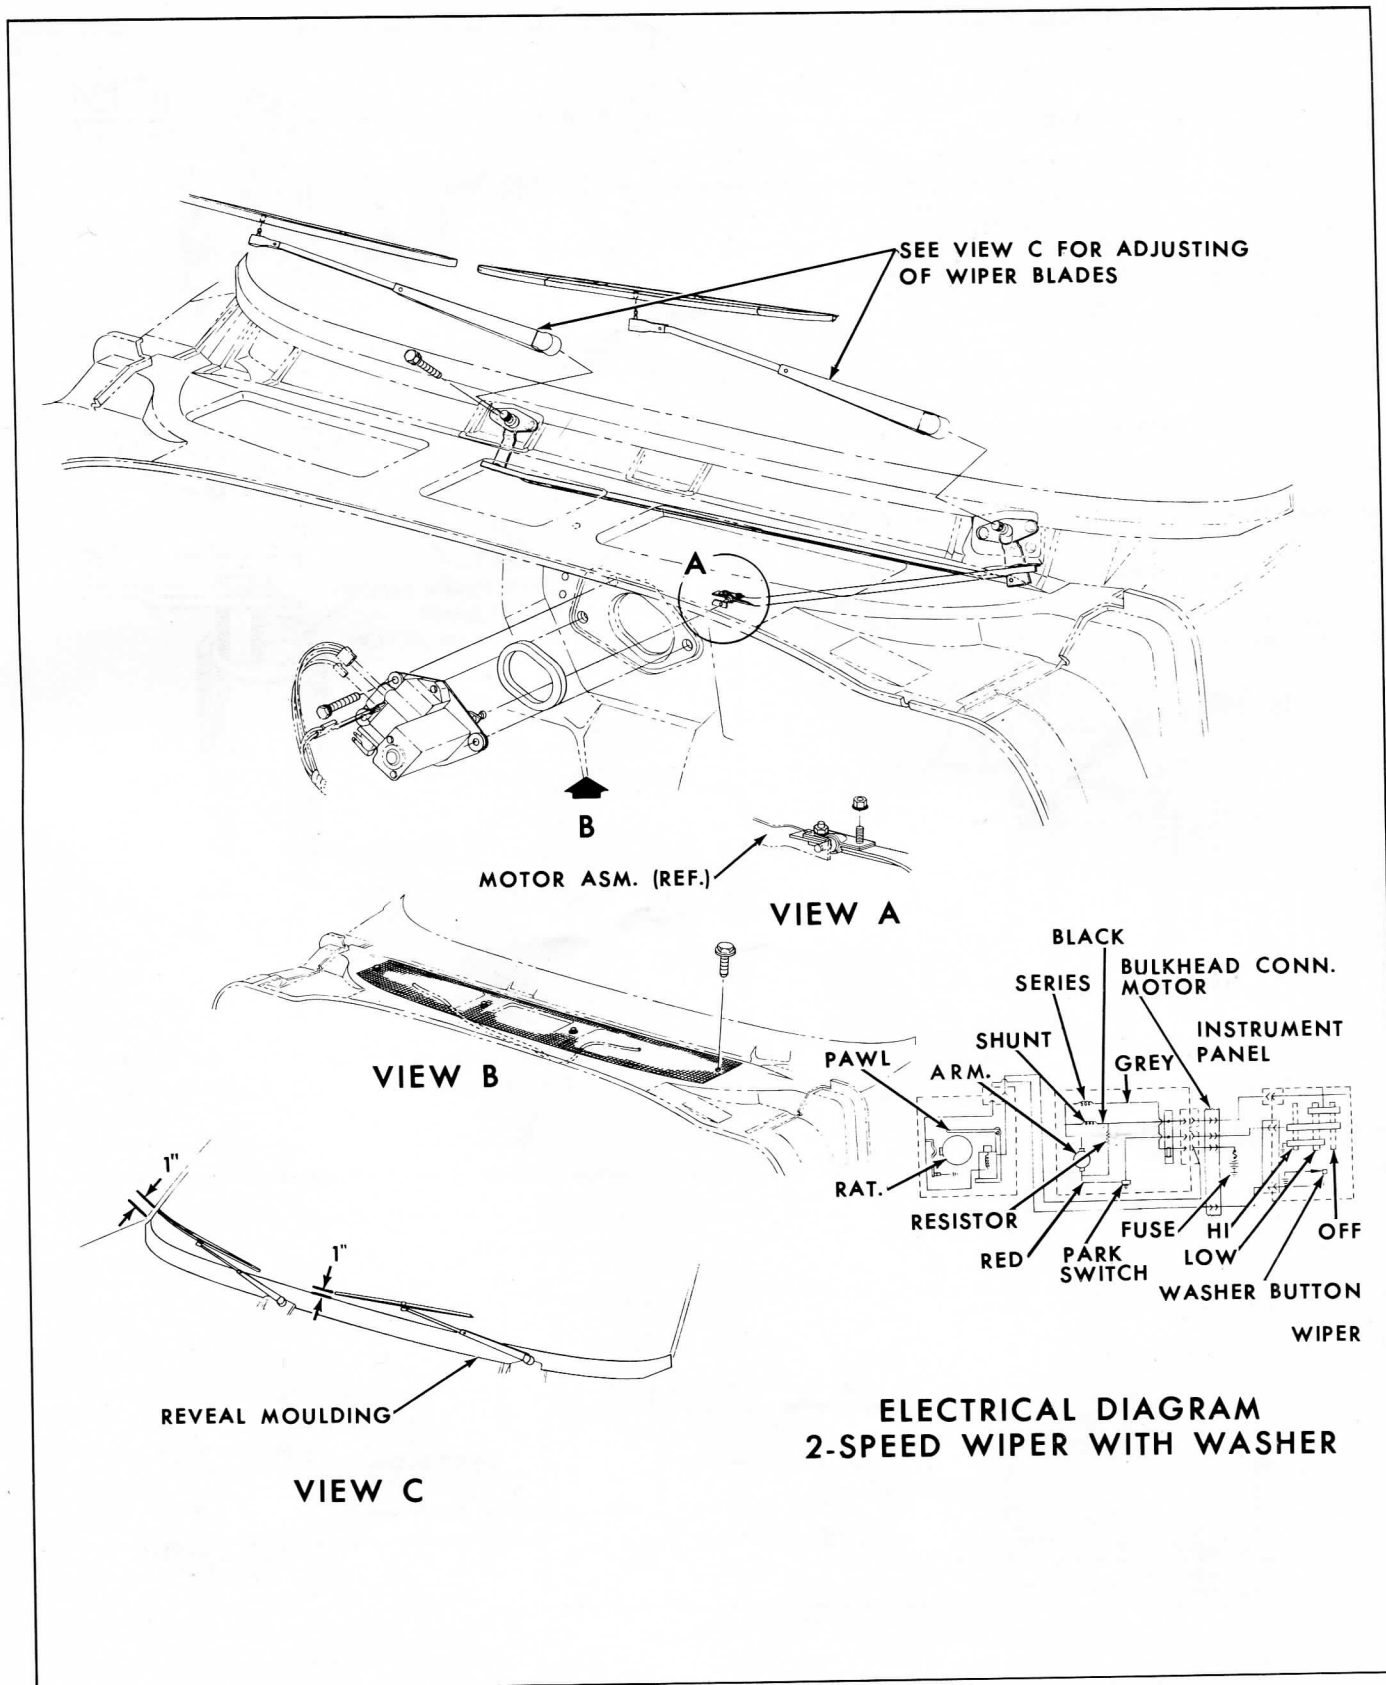 SEE VIEW C FOR ADJUSTING
OF WIPER BLADES
A
B
MOTOR ASM. (REF.)
VIEW A
VIEW B
BLACK
BULKHEAD CONN.
MOTOR
SERIES
INSTRUMENT
PANEL
SHUNT
GREY
PAWL
ARM.
RAT.
RESISTOR
RED
PARK
SWITCH
FUSE
HI
LOW
OFF
WASHER BUTTON
WIPER
1"
1"
REVEAL MOULDING
VIEW C
ELECTRICAL DIAGRAM
2-SPEED WIPER WITH WASHER